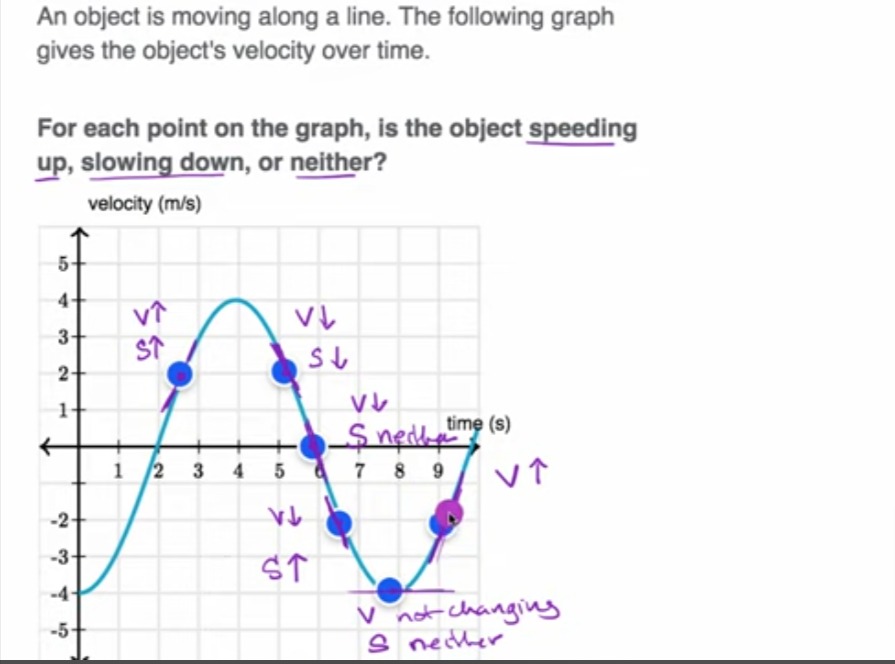 An object is moving along a line. The following graph
gives the object's velocity over time.
For each point on the graph, is the object speeding
up, slowing down, or neither?
velocity (m/s)
5
4
V↑
V↓
3
S↑
S↓
2
V↓
1
time (s)
S neither
1 2 3 4 5 6 7 8 9
V↑
-2
V↓
-3
S↑
-4
V not changing
-5
S neither